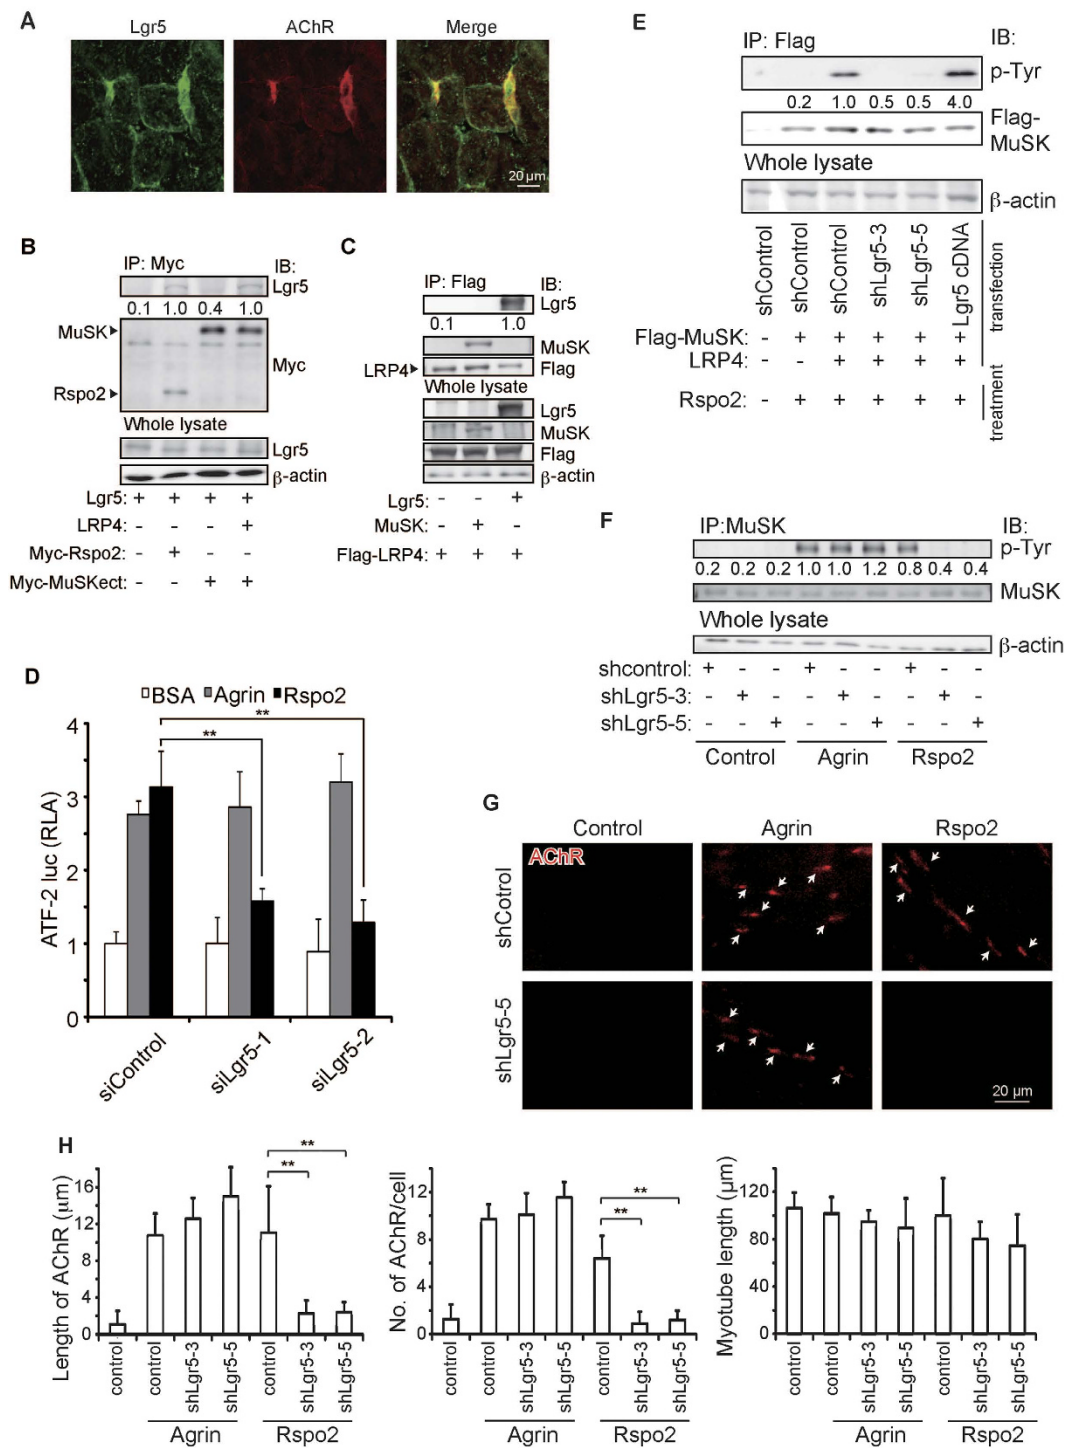 A
Lgr5
AChR
Merge
20 µm
B
IP: Myc
IB:
Lgr5
0.1 1.0 0.4 1.0
MuSK
Myc
Rspo2
Whole lysate
Lgr5
β-actin
Lgr5: + + + +
LRP4: - - - +
Myc-Rspo2: - + - -
Myc-MuSKect: - - + +
C
IP: Flag
IB:
Lgr5
0.1 1.0
MuSK
LRP4
Flag
Whole lysate
Lgr5
MuSK
Flag
β-actin
Lgr5: - - +
MuSK: - + -
Flag-LRP4: + + +
D
BSA Agrin Rspo2
**
**
ATF-2 luc (RLA)
4
3
2
1
0
siControl
siLgr5-1
siLgr5-2
E
IP: Flag
IB:
p-Tyr
0.2 1.0 0.5 0.5 4.0
Flag-
MuSK
Whole lysate
β-actin
shControl
shControl
shControl
shLgr5-3
shLgr5-5
Lgr5 cDNA
transfection
Flag-MuSK: - + + + + +
LRP4: - - + + + +
Rspo2: - + + + + +
treatment
F
IP:MuSK
IB:
p-Tyr
0.2 0.2 0.2 1.0 1.0 1.2 0.8 0.4 0.4
MuSK
Whole lysate
β-actin
shcontrol: + - - + - - + - -
shLgr5-3: - + - - + - - + -
shLgr5-5: - - + - - + - - +
Control Agrin Rspo2
G
Control
Agrin
Rspo2
AChR
shCotrol
shLgr5-5
20 µm
H
**
**
Length of AChR (µm)
16
12
8
4
0
control
control
shLgr5-3
shLgr5-5
control
shLgr5-3
shLgr5-5
Agrin
Rspo2
**
**
No. of AChR/cell
12
8
4
0
control
control
shLgr5-3
shLgr5-5
control
shLgr5-3
shLgr5-5
Agrin
Rspo2
Myotube length (µm)
120
80
40
0
control
control
shLgr5-3
shLgr5-5
control
shLgr5-3
shLgr5-5
Agrin
Rspo2